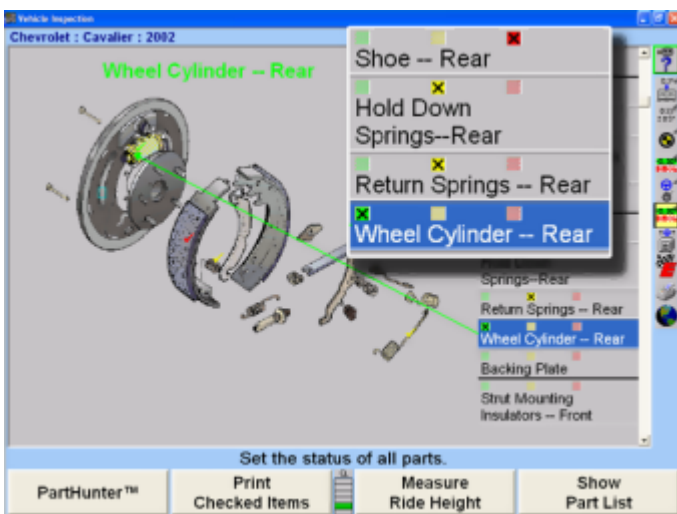 Vehicle Inspection
Chevrolet : Cavalier : 2002
Wheel Cylinder -- Rear
Shoe -- Rear
Hold Down
Springs--Rear
Return Springs -- Rear
Wheel Cylinder -- Rear
Springs--Rear
Return Springs -- Rear
Wheel Cylinder -- Rear
Backing Plate
Strut Mounting
Insulators -- Front
Set the status of all parts.
PartHunter™
Print
Checked Items
Measure
Ride Height
Show
Part List